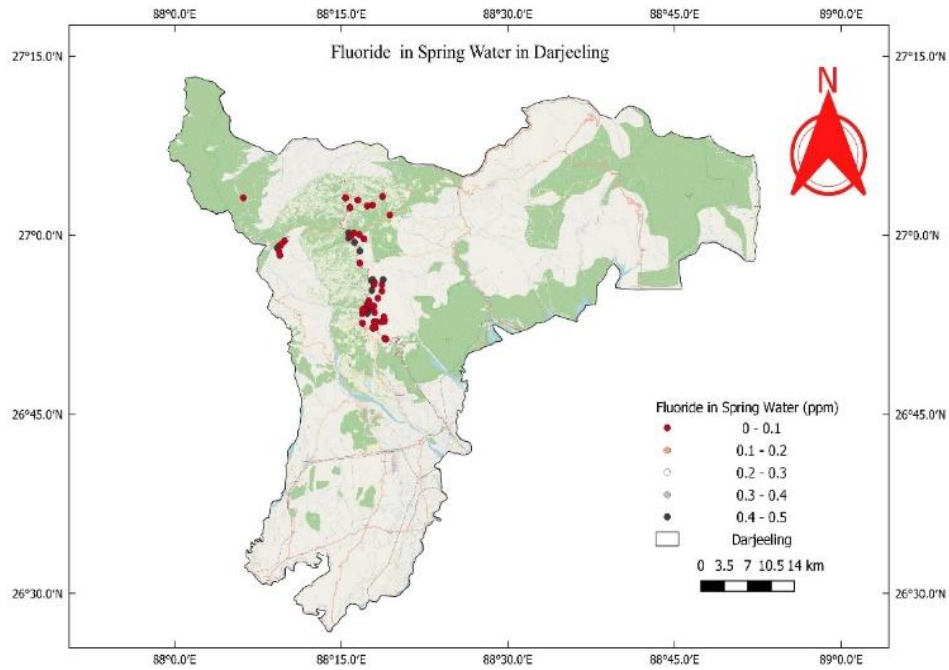 88°0.0'E 88°15.0'E 88°30.0'E 88°45.0'E 89°0.0'E
Fluoride in Spring Water in Darjeeling
27°15.0'N 27°15.0'N
N
27°0.0'N 27°0.0'N
26°45.0'N 26°45.0'N
Fluoride in Spring Water (ppm)
0 - 0.1
0.1 - 0.2
0.2 - 0.3
0.3 - 0.4
0.4 - 0.5
Darjeeling
0 3.5 7 10.5 14 km
26°30.0'N 26°30.0'N
88°0.0'E 88°15.0'E 88°30.0'E 88°45.0'E 89°0.0'E